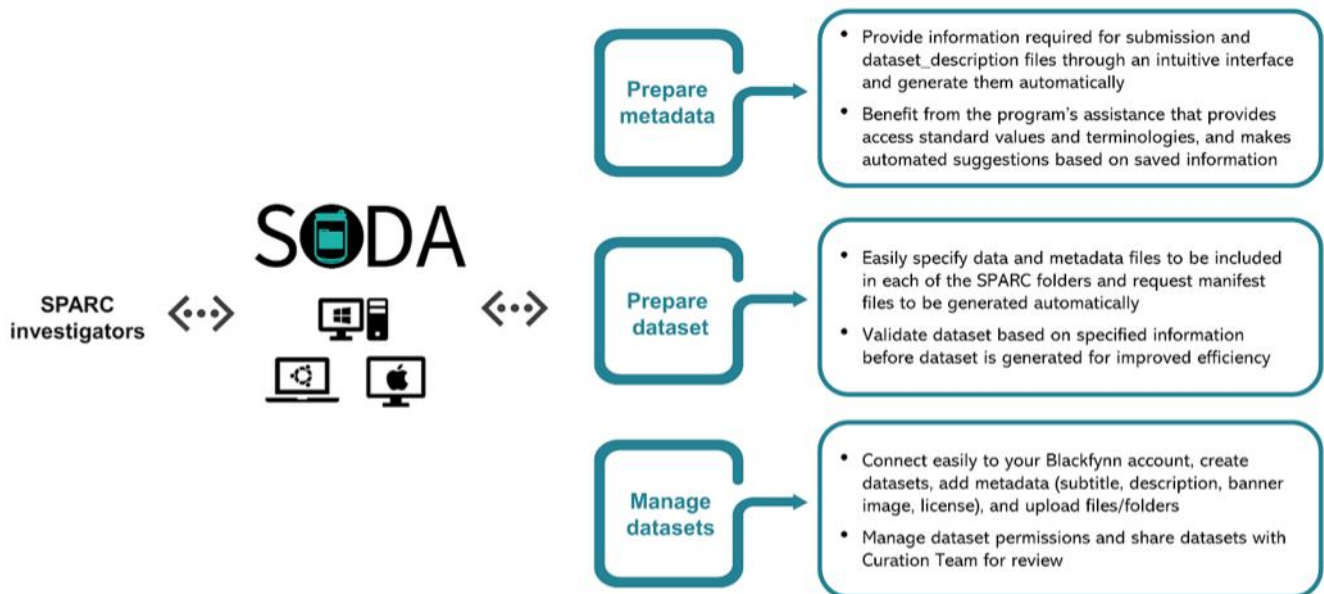 SPARC
investigators
SODA
Prepare
metadata
• Provide information required for submission and
dataset_description files through an intuitive interface
and generate them automatically
• Benefit from the program's assistance that provides
access standard values and terminologies, and makes
automated suggestions based on saved information
Prepare
dataset
• Easily specify data and metadata files to be included
in each of the SPARC folders and request manifest
files to be generated automatically
• Validate dataset based on specified information
before dataset is generated for improved efficiency
Manage
datasets
• Connect easily to your Blackfynn account, create
datasets, add metadata (subtitle, description, banner
image, license), and upload files/folders
• Manage dataset permissions and share datasets with
Curation Team for review